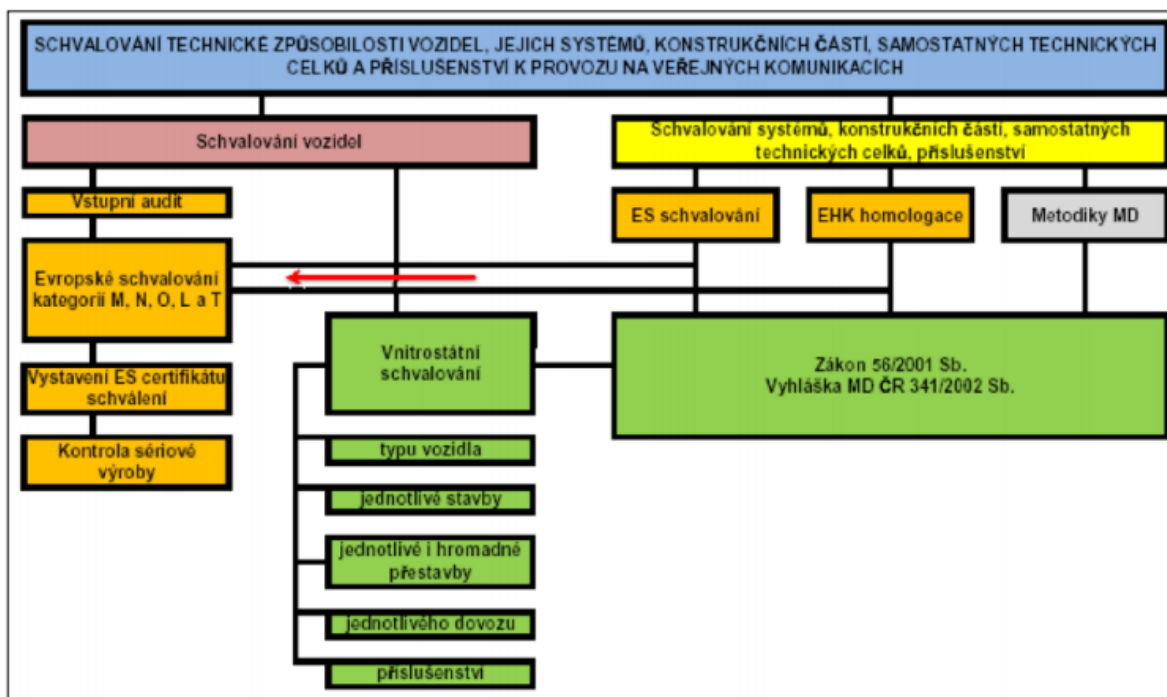 SCHVALOVÁNÍ TECHNICKÉ ZPŮSOBILOSTI VOZIDEL, JEJICH SYSTÉMŮ, KONSTRUKČNÍCH ČÁSTÍ, SAMOSTATNÝCH TECHNICKÝCH
CELKŮ A PŘÍSLUŠENSTVÍ K PROVOZU NA VEŘEJNÝCH KOMUNIKACÍCH
Schvalování vozidel
Schvalování systémů, konstrukčních částí, samostatných
technických celků, příslušenství
Vstupní audit
ES schvalování
EHK homologace
Metodiky MD
Evropské schvalování
kategorií M, N, O, L a T
Vnitrostátní
schvalování
Zákon 56/2001 Sb.
Vyhláška MD ČR 341/2002 Sb.
Vystavení ES certifikátu
schválení
Kontrola sériové
výroby
typu vozidla
jednotlivé stavby
jednotlivé i hromadné
přestavby
jednotlivého dovozu
příslušenství